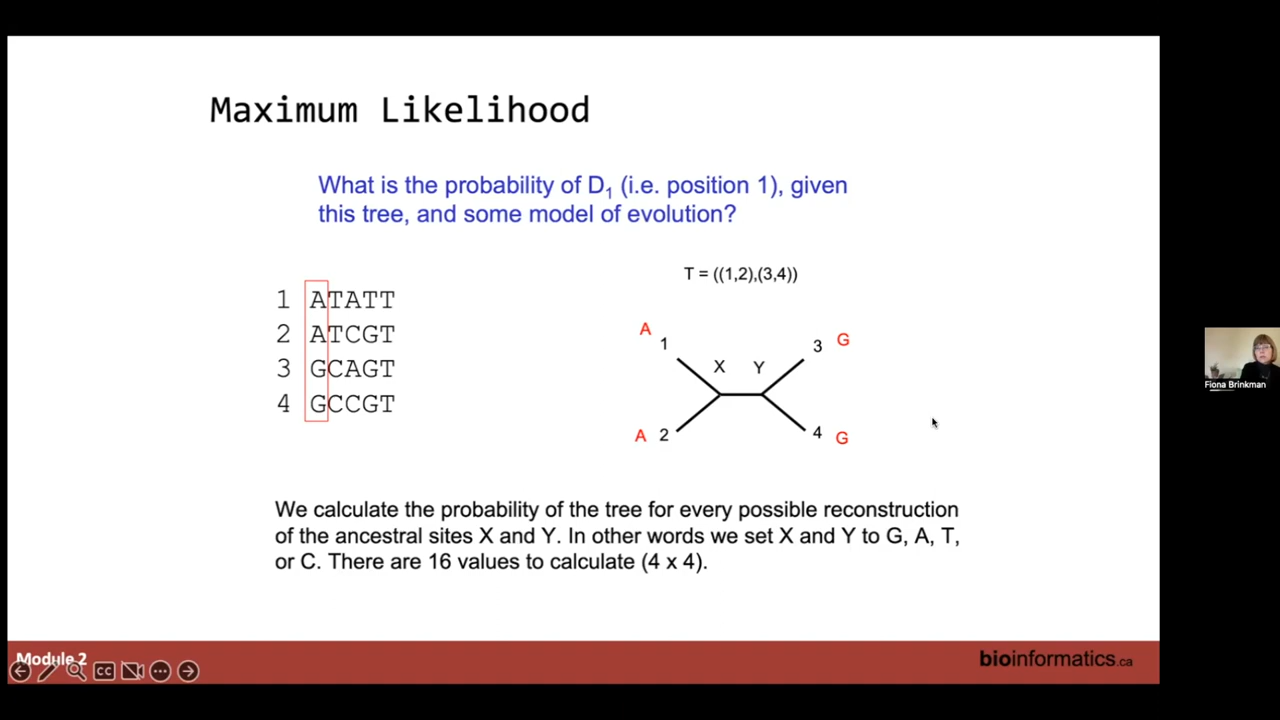 Maximum Likelihood
What is the probability of D₁ (i.e. position 1), given
this tree, and some model of evolution?
T = ((1,2),(3,4))
1 ATATT
2 ATCGT
3 GCAGT
4 GCCGT
A
1
X
Y
3
G
A
2
4
G
We calculate the probability of the tree for every possible reconstruction
of the ancestral sites X and Y. In other words we set X and Y to G, A, T,
or C. There are 16 values to calculate (4 x 4).
Module 2
CC
bioinformatics.ca
Fiona Brinkman